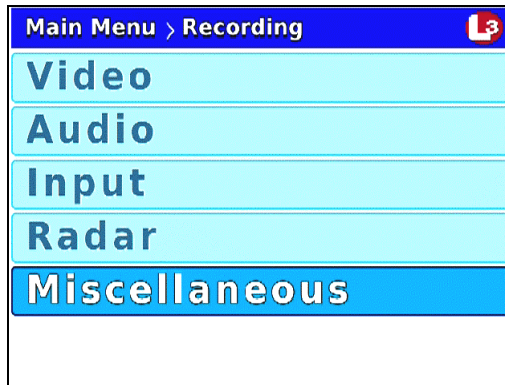 Main Menu > Recording L3
Video
Audio
Input
Radar
Miscellaneous